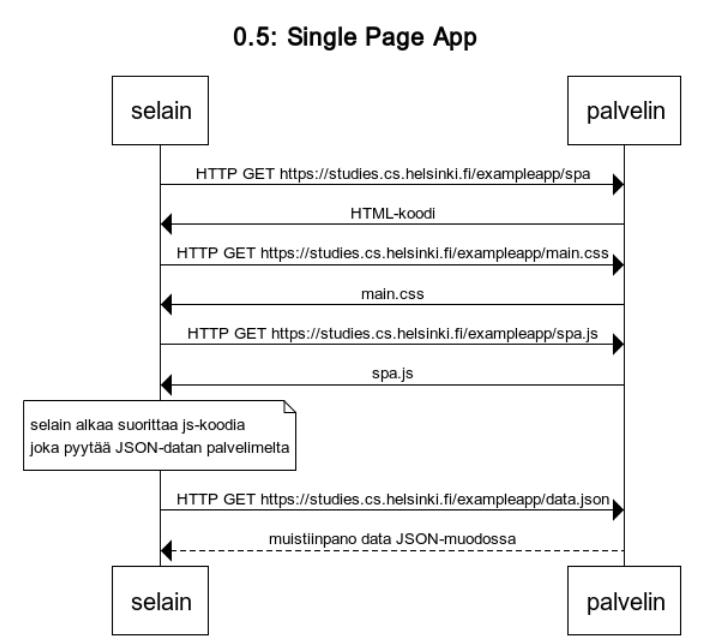 0.5: Single Page App
selain
palvelin
HTTP GET https://studies.cs.helsinki.fi/exampleapp/spa
HTML-koodi
HTTP GET https://studies.cs.helsinki.fi/exampleapp/main.css
main.css
HTTP GET https://studies.cs.helsinki.fi/exampleapp/spa.js
spa.js
selain alkaa suorittaa js-koodia
joka pyytää JSON-datan palvelimelta
HTTP GET https://studies.cs.helsinki.fi/exampleapp/data.json
muistiinpano data JSON-muodossa
selain
palvelin